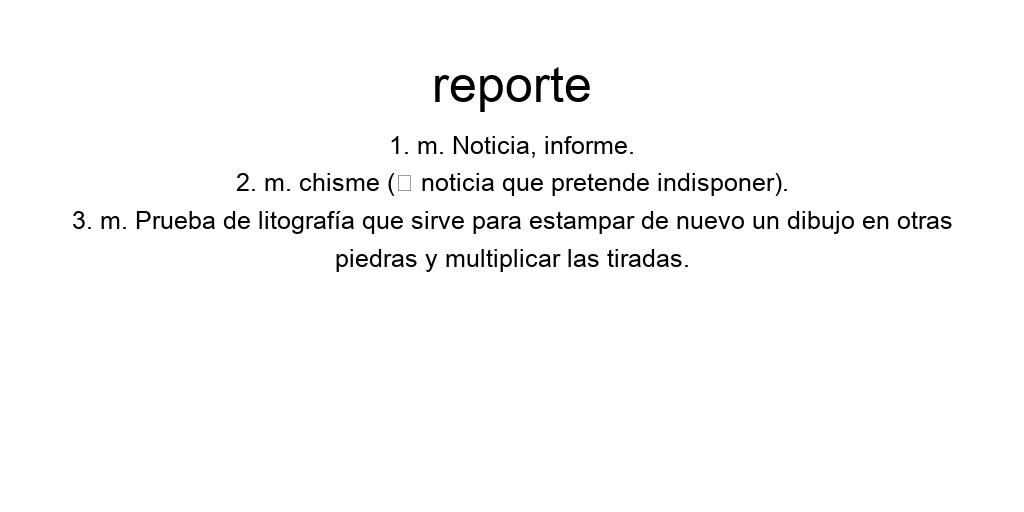 reporte
1. m. Noticia, informe.
2. m. chisme (□ noticia que pretende indisponer).
3. m. Prueba de litografía que sirve para estampar de nuevo un dibujo en otras
piedras y multiplicar las tiradas.